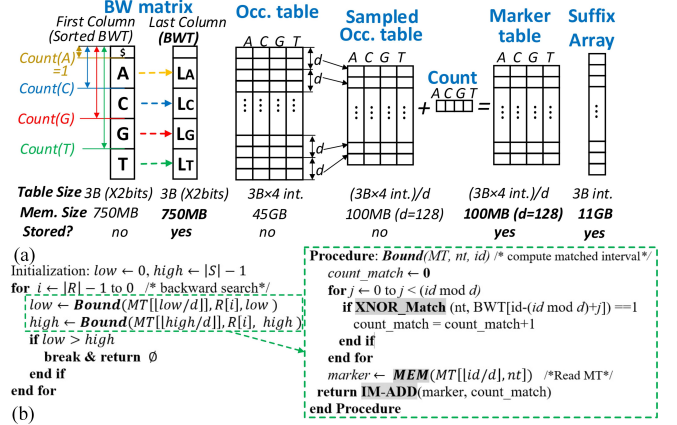 BW matrix
First Column
(Sorted BWT)
Last Column
(BWT)
Occ. table
Sampled
Occ. table
Marker
table
Suffix
Array
Count(A)
=1
Count(C)
Count(G)
Count(T)
$
A
C
G
T
LA
LC
LG
LT
A C G T
d
d
A C G T
d
d
+
Count
A C G T
=
A C G T
Table Size 3B (X2bits) 3B (X2bits) 3B×4 int. (3B×4 int.)/d (3B×4 int.)/d 3B int.
Mem. Size 750MB 750MB 45GB 100MB (d=128) 100MB (d=128) 11GB
Stored? no yes no no yes yes
(a)
Initialization: low ← 0, high ← |S| − 1
for i ← |R| − 1 to 0 /* backward search*/
low ← Bound(MT[⌊low/d⌋], R[i], low )
high ← Bound(MT[⌊high/d⌋], R[i], high )
if low > high
break & return ∅
end if
end for
(b)
Procedure: Bound(MT, nt, id) /* compute matched interval*/
count_match ← 0
for j ← 0 to j < (id mod d)
if XNOR_Match (nt, BWT[id-(id mod d)+j]) ==1
count_match = count_match+1
end if
end for
marker ← MEM(MT[⌊id/d⌋, nt]) /*Read MT*/
return IM-ADD(marker, count_match)
end Procedure